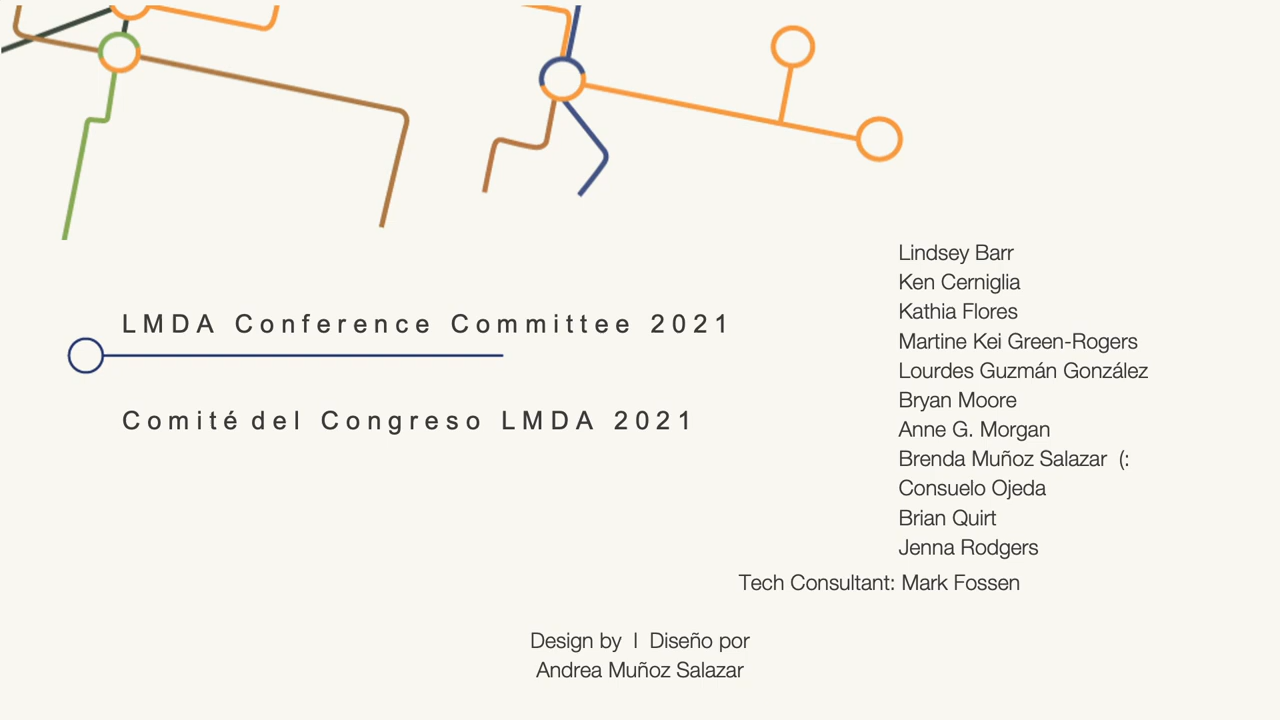 LMDA Conference Committee 2021
Comité del Congreso LMDA 2021
Lindsey Barr
Ken Cerniglia
Kathia Flores
Martine Kei Green-Rogers
Lourdes Guzmán González
Bryan Moore
Anne G. Morgan
Brenda Muñoz Salazar (:
Consuelo Ojeda
Brian Quirt
Jenna Rodgers
Tech Consultant: Mark Fossen
Design by | Diseño por
Andrea Muñoz Salazar